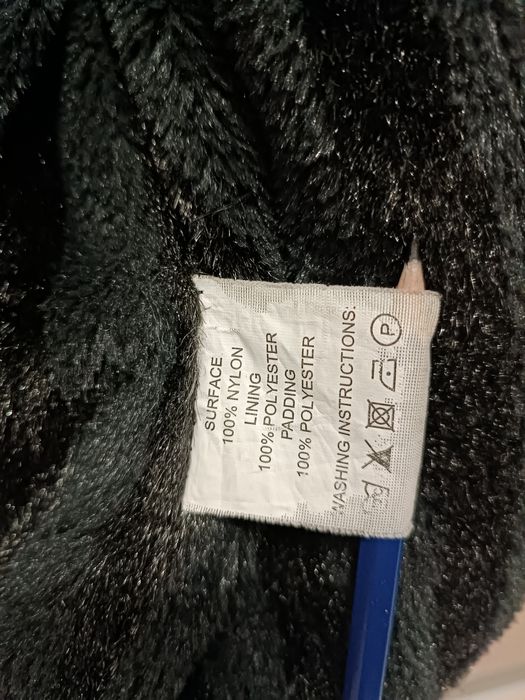 SURFACE
100% NYLON
LINING
100% POLYESTER
PADDING
100% POLYESTER
WASHING INSTRUCTIONS:
P